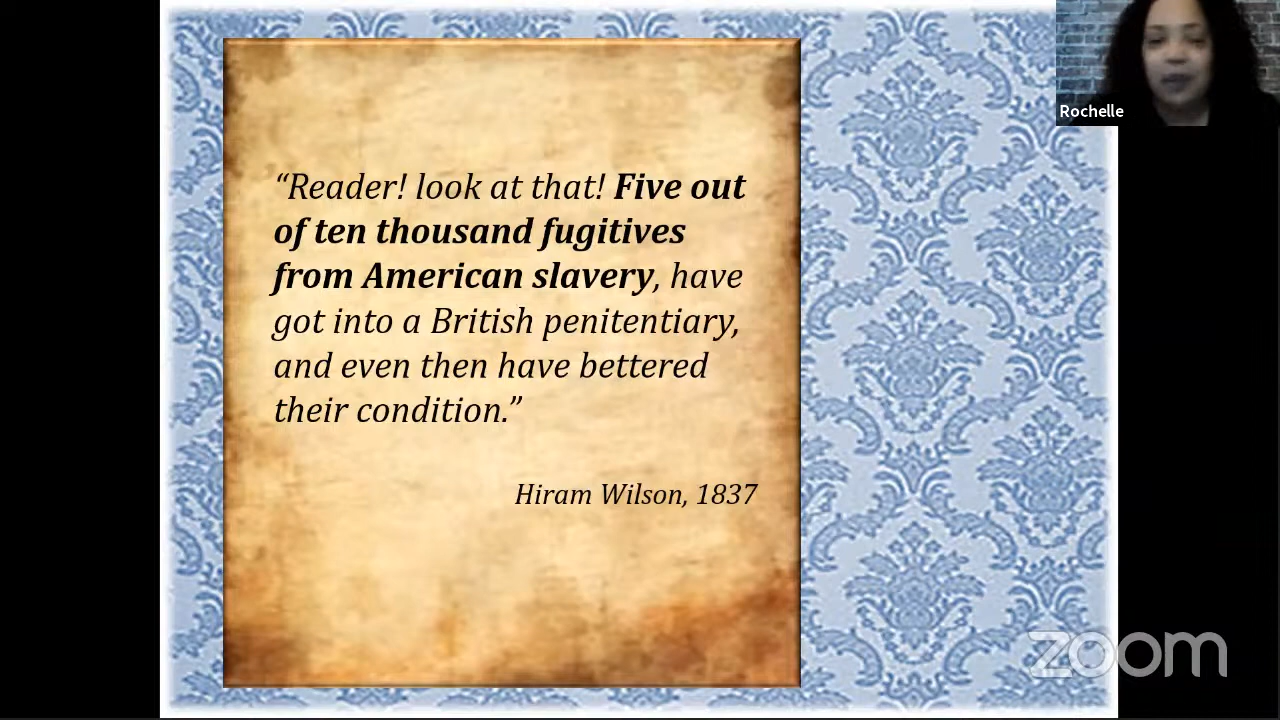 “Reader! look at that! Five out
of ten thousand fugitives
from American slavery, have
got into a British penitentiary,
and even then have bettered
their condition.”
Hiram Wilson, 1837
Rochelle
zoom